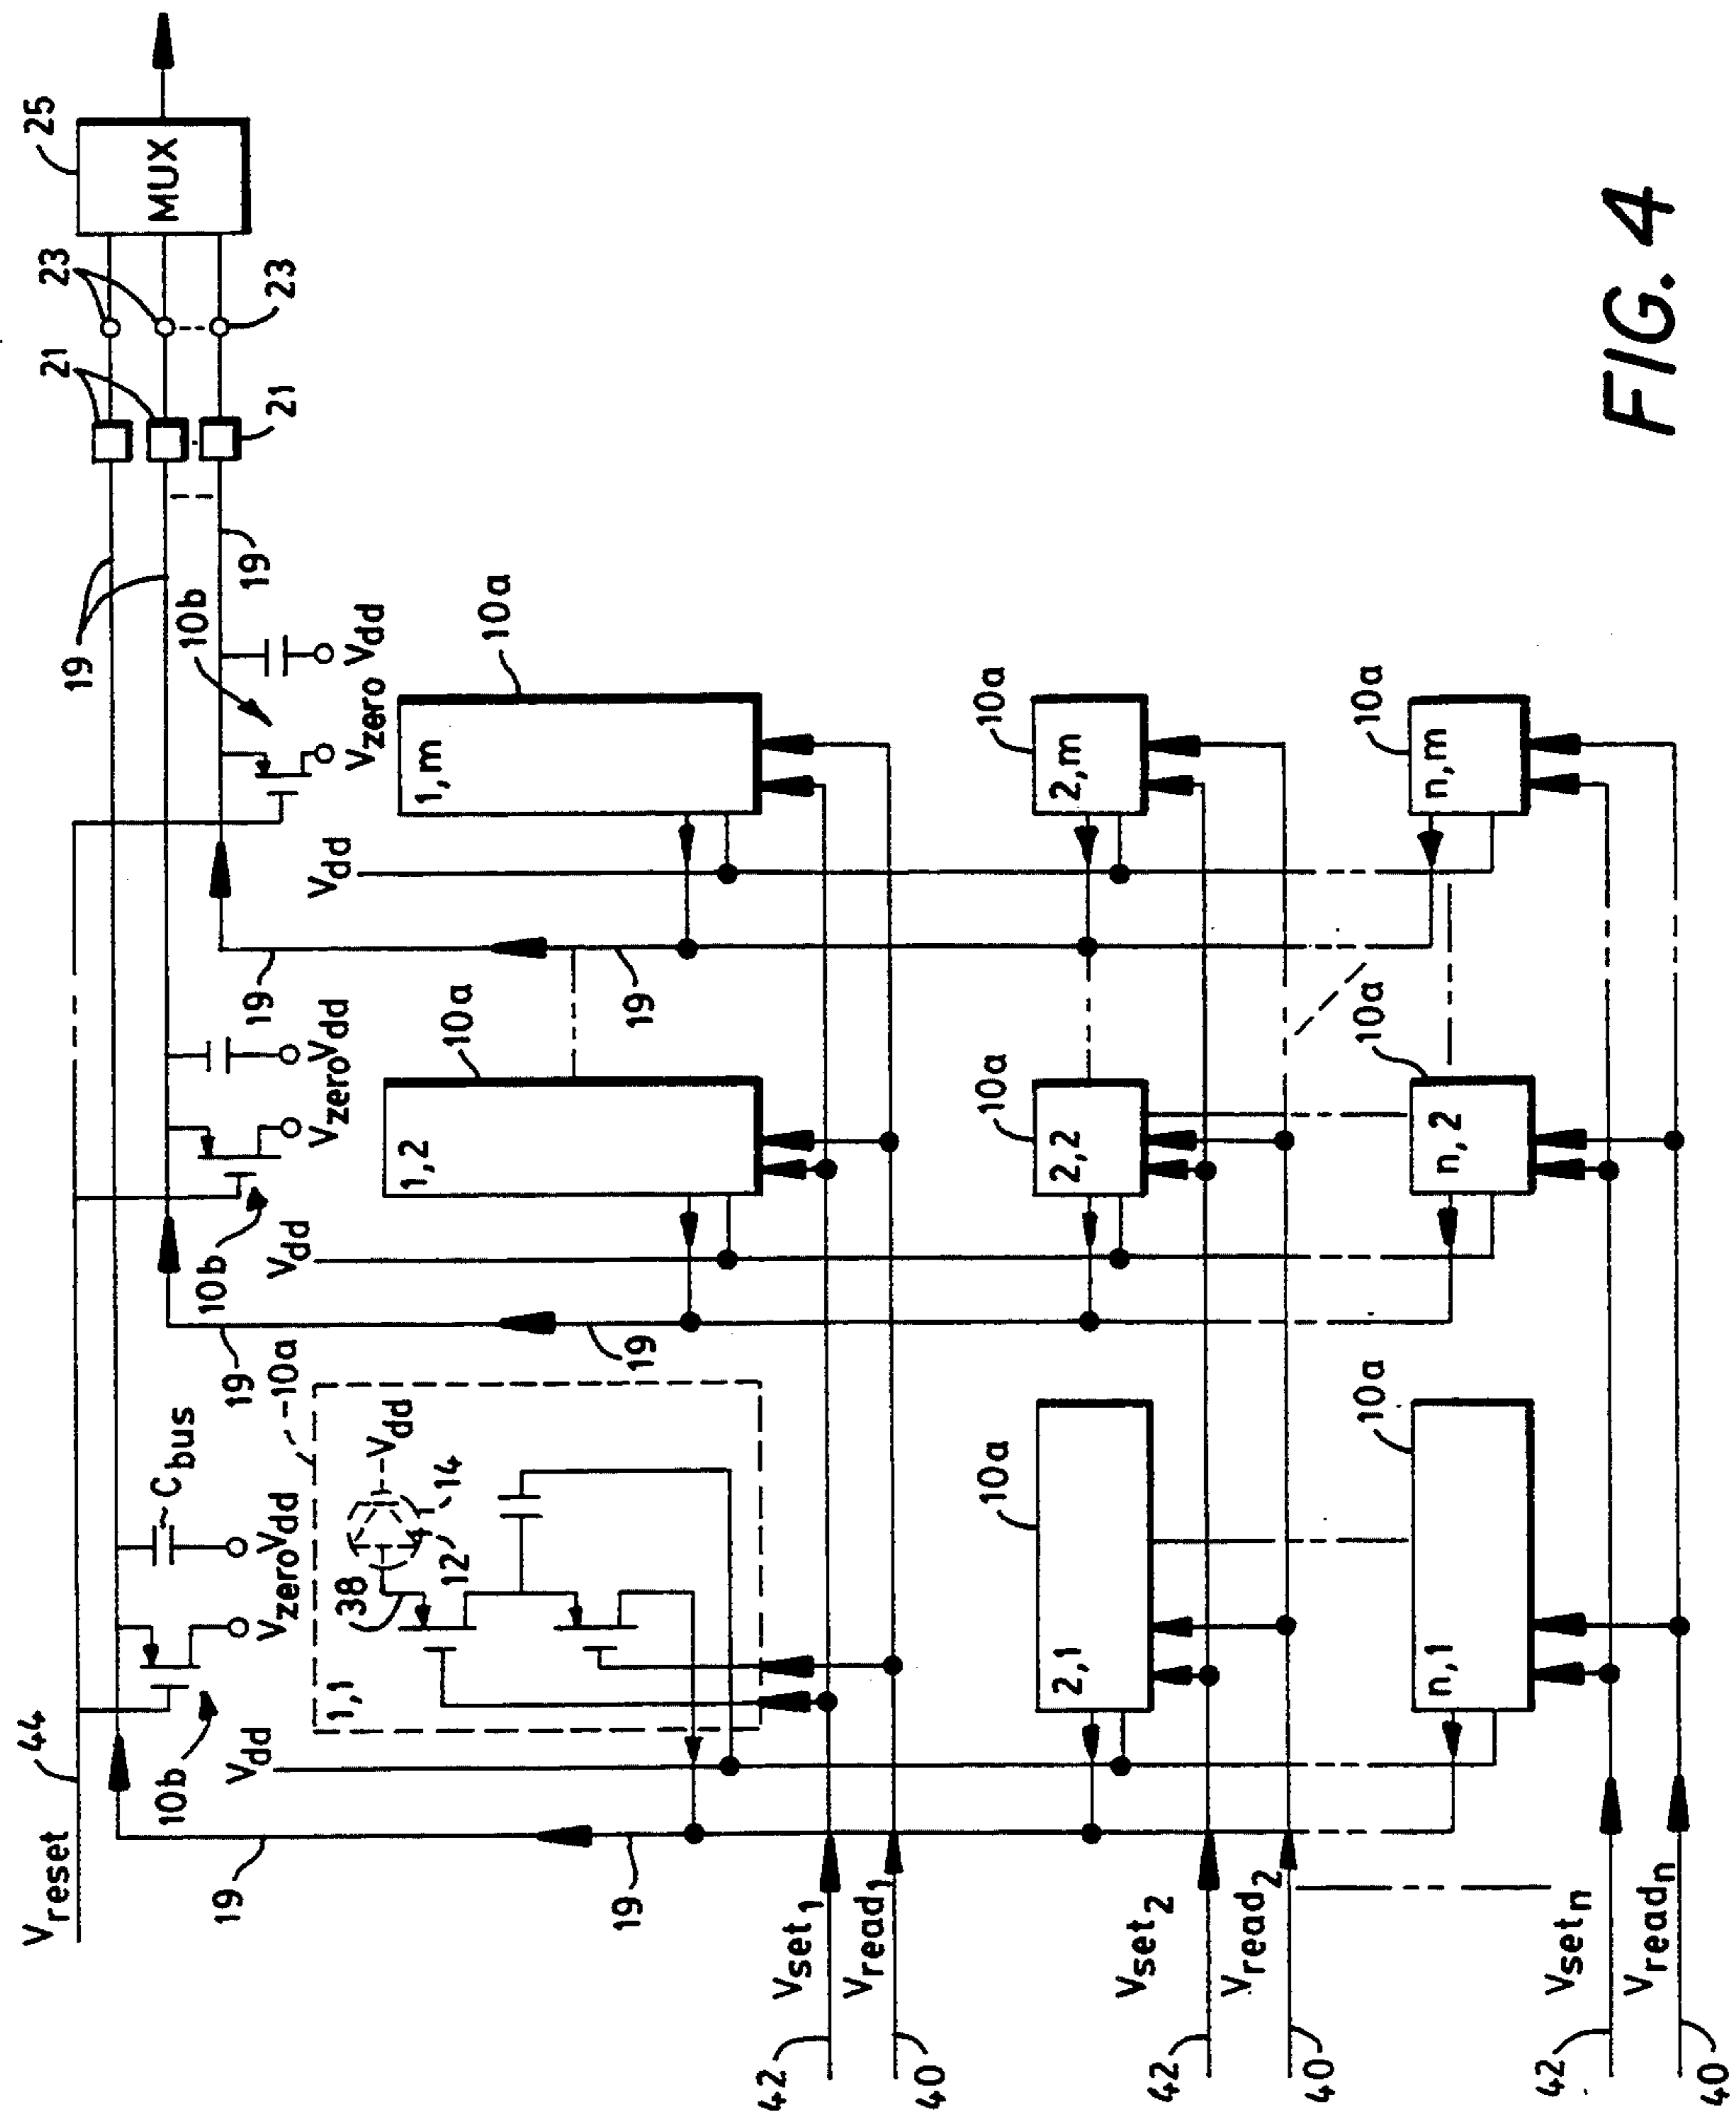 Vreset
44
25
MUX
23
23
21
21
19
19
10b
Vzero
Vdd
Cbus
10b
Vzero
Vdd
10b
Vzero
Vdd
19
19
19
Vdd
Vdd
Vdd
10a
1,1
38
12
14
Vdd
10a
1,2
10a
1,m
19
19
19
42
Vset1
40
Vread1
10a
2,1
10a
2,2
10a
2,m
42
Vset2
40
Vread2
10a
n,1
10a
n,2
10a
n,m
42
Vsetn
40
Vreadn
FIG. 4